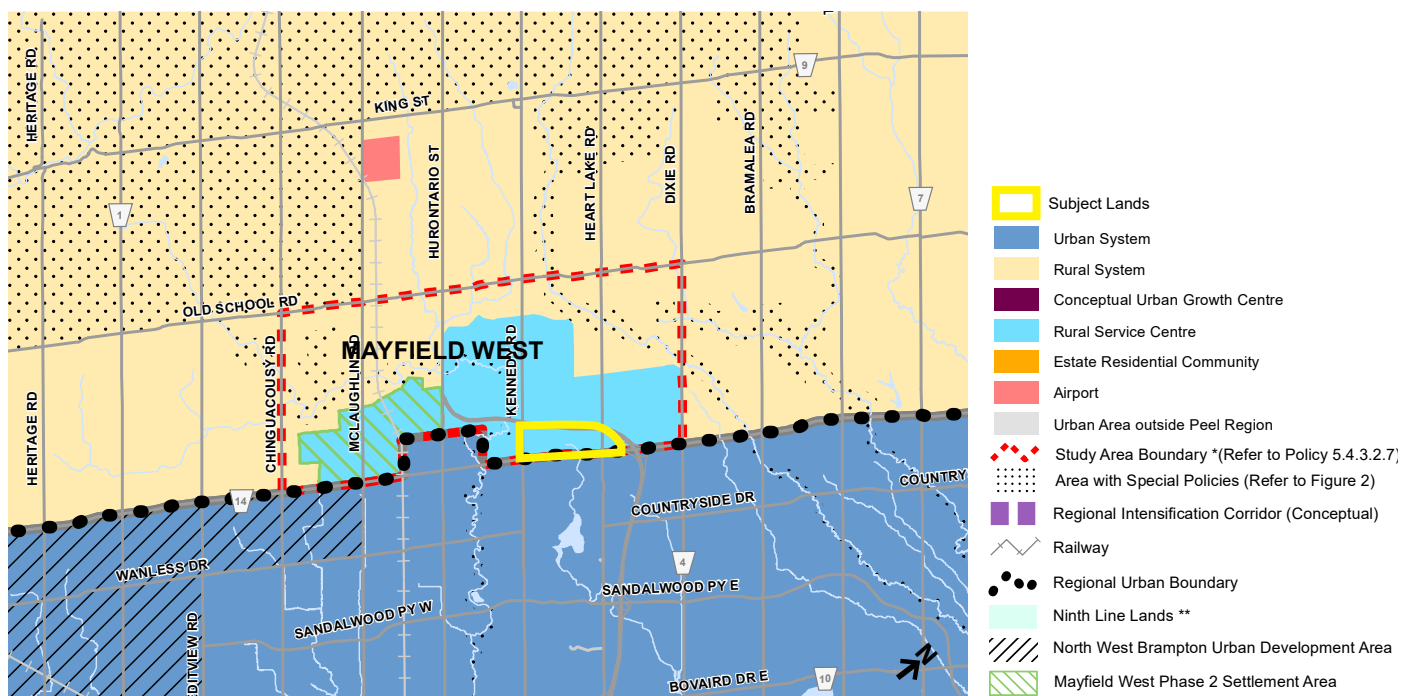 HERITAGE RD
KING ST
9
HURONTARIO ST
HEART LAKE RD
DIXIE RD
BRAMALEA RD
1
7
OLD SCHOOL RD
MAYFIELD WEST
CHINGUACOUSY RD
MCLAUGHLIN RD
KENNEDY RD
HERITAGE RD
14
COUNTRYSIDE DR
COUNTRY
WANLESS DR
4
SANDALWOOD PY E
SANDALWOOD PY W
EDITVIEW RD
BOVAIRD DR E
10
N
Subject Lands
Urban System
Rural System
Conceptual Urban Growth Centre
Rural Service Centre
Estate Residential Community
Airport
Urban Area outside Peel Region
Study Area Boundary *(Refer to Policy 5.4.3.2.7)
Area with Special Policies (Refer to Figure 2)
Regional Intensification Corridor (Conceptual)
Railway
Regional Urban Boundary
Ninth Line Lands **
North West Brampton Urban Development Area
Mayfield West Phase 2 Settlement Area